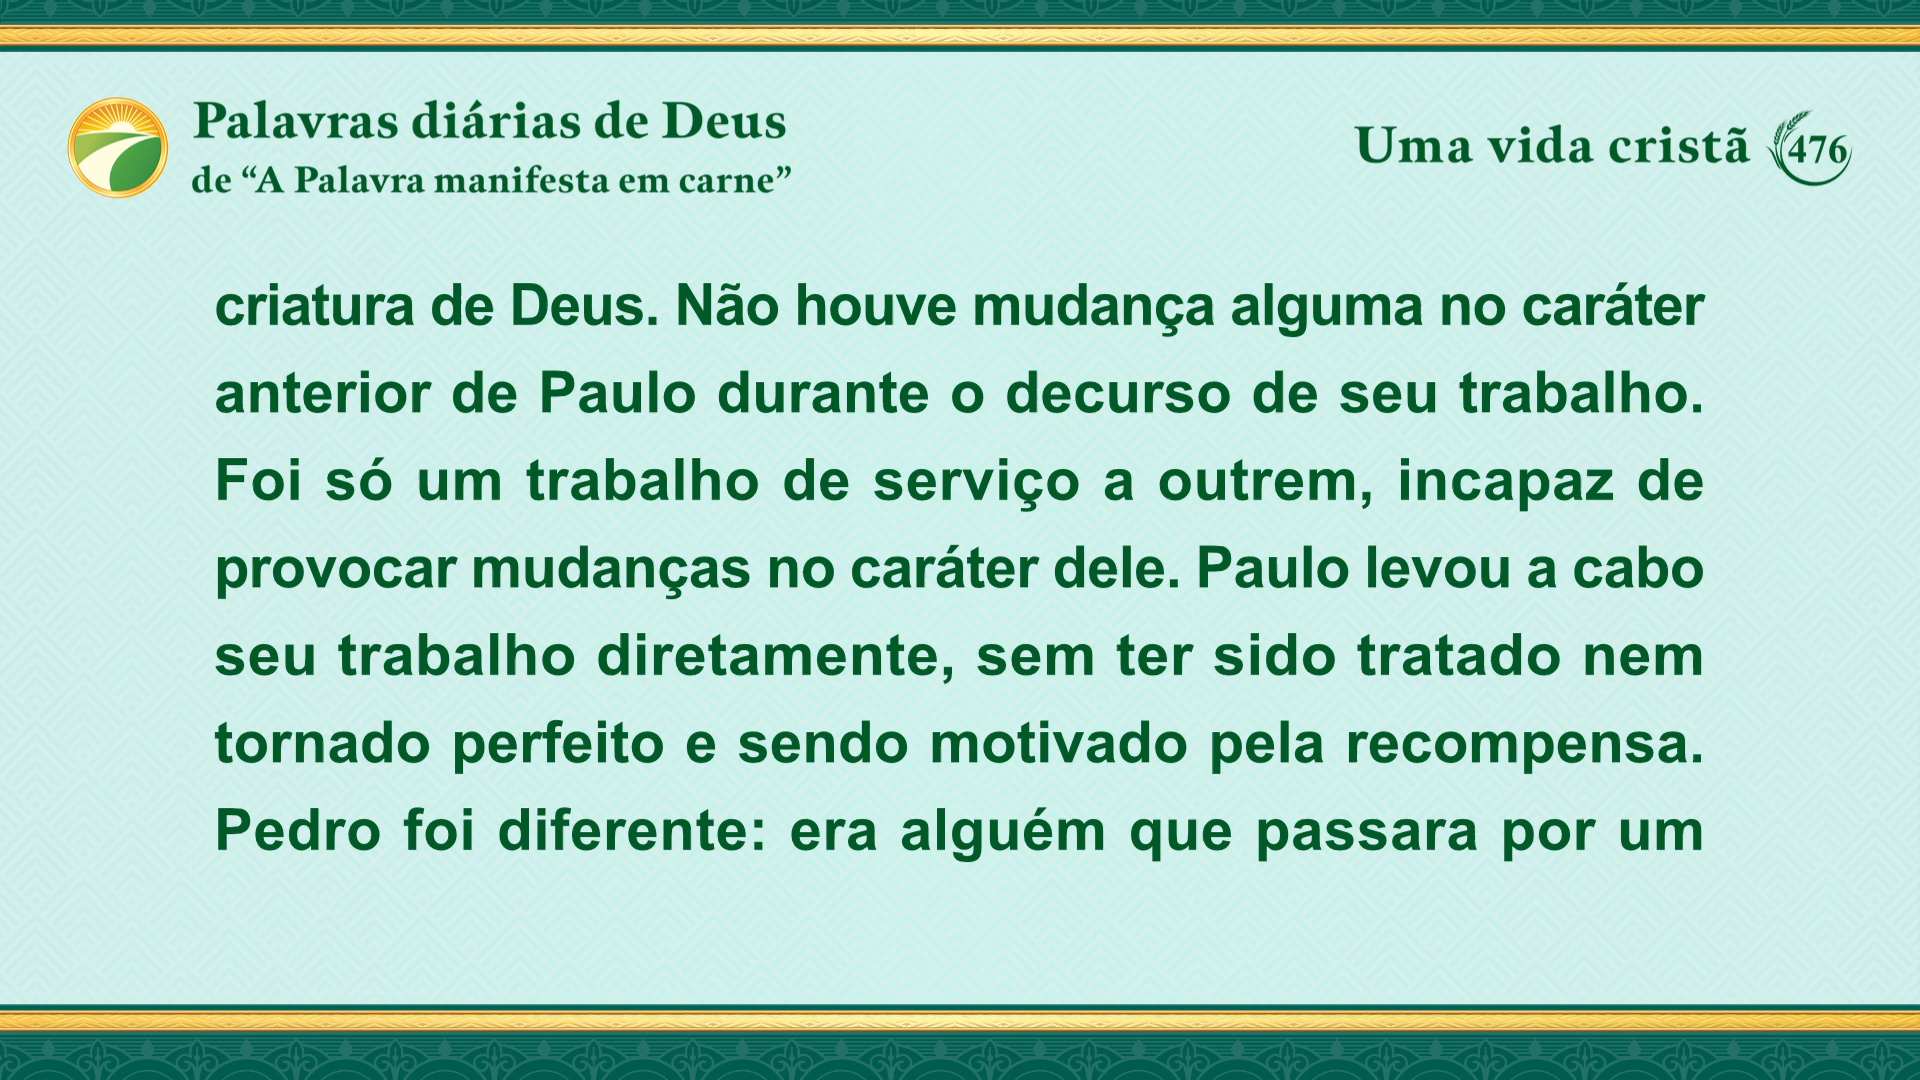 Palavras diárias de Deus
de “A Palavra manifesta em carne”
Uma vida cristã 476
criatura de Deus. Não houve mudança alguma no caráter
anterior de Paulo durante o decurso de seu trabalho.
Foi só um trabalho de serviço a outrem, incapaz de
provocar mudanças no caráter dele. Paulo levou a cabo
seu trabalho diretamente, sem ter sido tratado nem
tornado perfeito e sendo motivado pela recompensa.
Pedro foi diferente: era alguém que passara por um